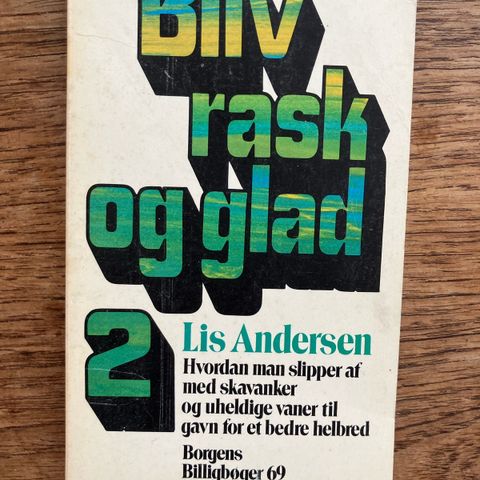 Bliv
rask
og glad
2
Lis Andersen
Hvordan man slipper af
med skavanker
og uheldige vaner til
gavn for et bedre helbred
Borgens
Billigbøger 69